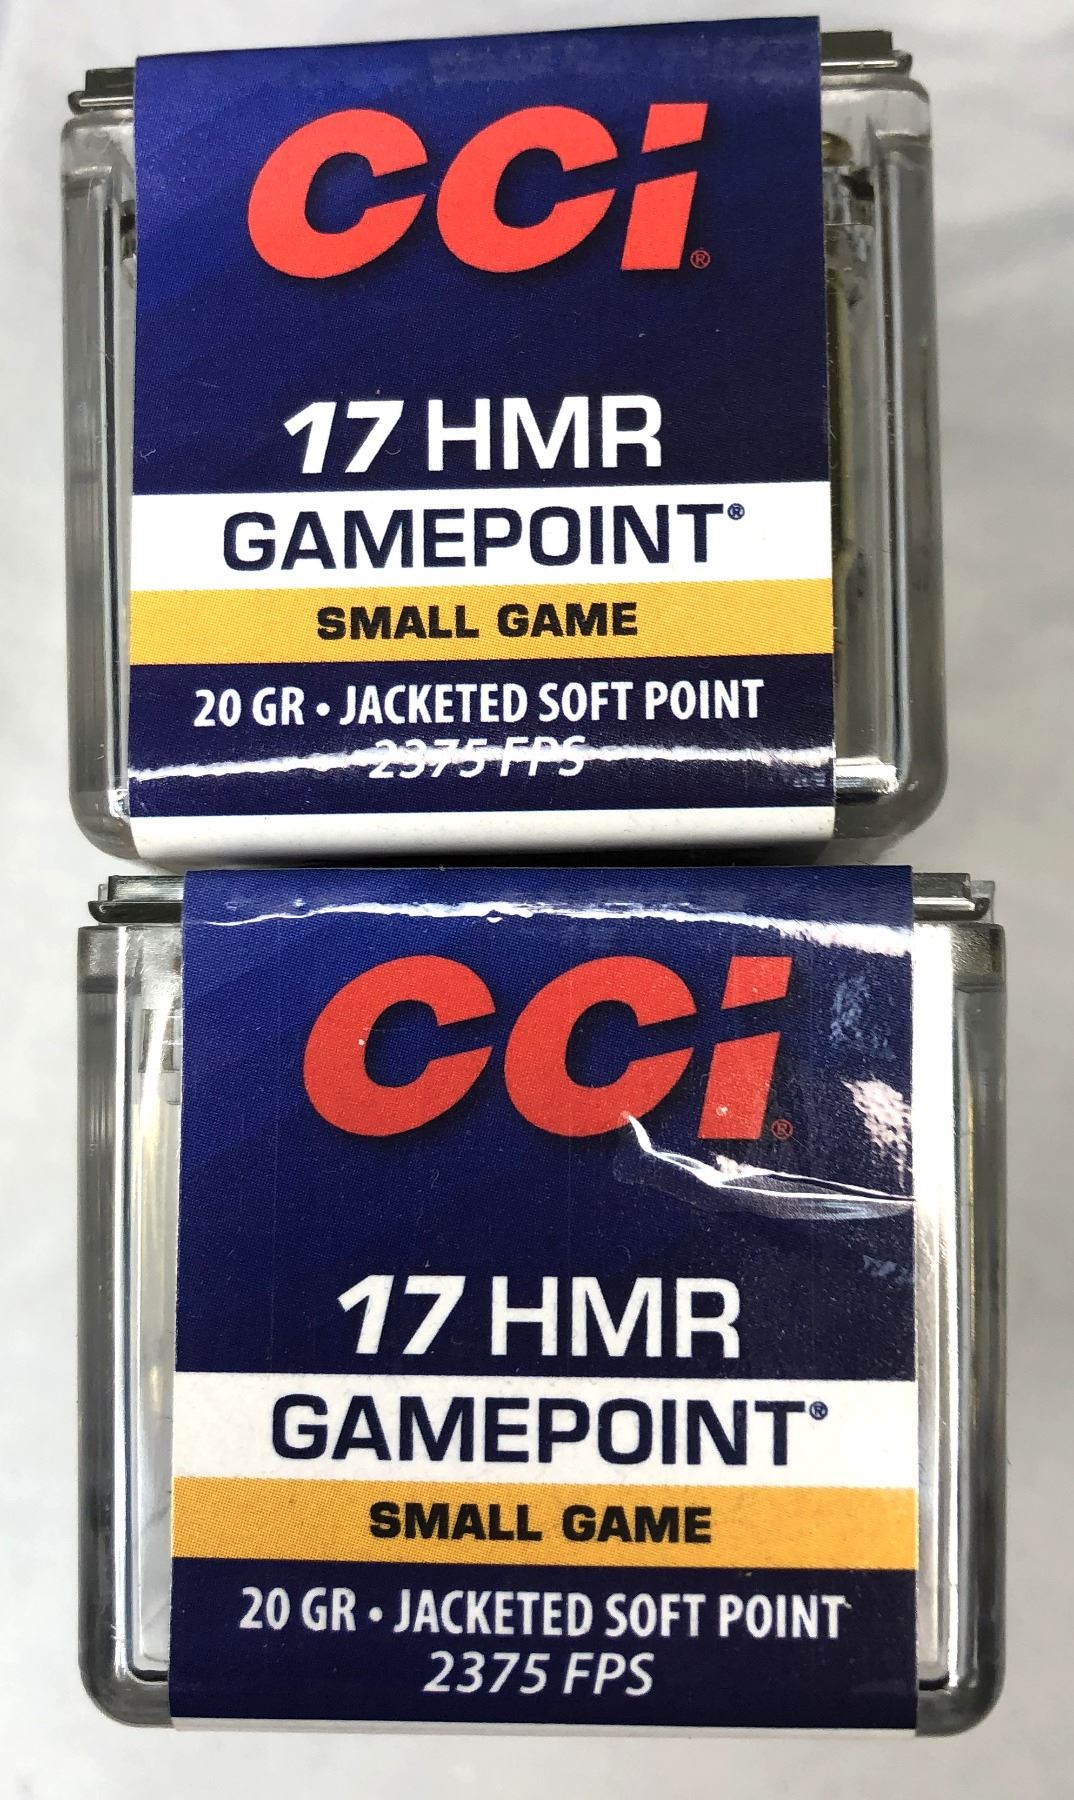 CCI®
17 HMR
GAMEPOINT®
SMALL GAME
20 GR • JACKETED SOFT POINT
2375 FPS
CCI®
17 HMR
GAMEPOINT®
SMALL GAME
20 GR • JACKETED SOFT POINT
2375 FPS